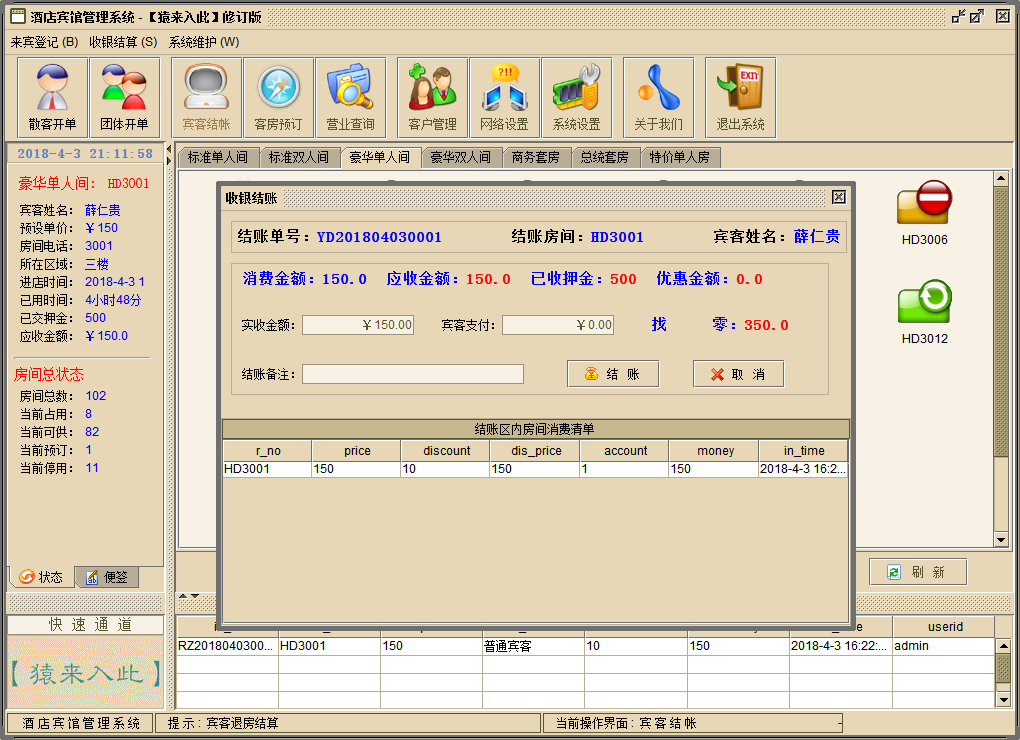 酒店宾馆管理系统 - 【猿来入此】修订版
来宾登记 (B) 收银结算 (S) 系统维护 (W)
散客开单 团体开单 宾客结帐 客房预订 营业查询 客户管理 网络设置 系统设置 关于我们 退出系统
2018-4-3 21:11:58
豪华单人间: HD3001
宾客姓名: 薛仁贵
预设单价: ￥150
房间电话: 3001
所在区域: 三楼
进店时间: 2018-4-3 1
已用时间: 4小时48分
已交押金: 500
应收金额: ￥150.0
房间总状态
房间总数: 102
当前占用: 8
当前可供: 82
当前预订: 1
当前停用: 11
状态 便签
快 速 通 道
【猿来入此】
标准单人间 标准双人间 豪华单人间 豪华双人间 商务套房 总统套房 特价单人房
HD3006
HD3012
收银结账
结账单号: YD201804030001 结账房间: HD3001 宾客姓名: 薛仁贵
消费金额: 150.0 应收金额: 150.0 已收押金: 500 优惠金额: 0.0
实收金额: ￥150.00 宾客支付: ￥0.00 找 零: 350.0
结账备注: 结 账 取 消
结账区内房间消费清单
r_no price discount dis_price account money in_time
HD3001 150 10 150 1 150 2018-4-3 16:2...
刷 新
userid
RZ2018040300... HD3001 150 普通宾客 10 150 2018-4-3 16:22:... admin
酒店宾馆管理系统 提示: 宾客退房结算 当前操作界面: 宾客结帐